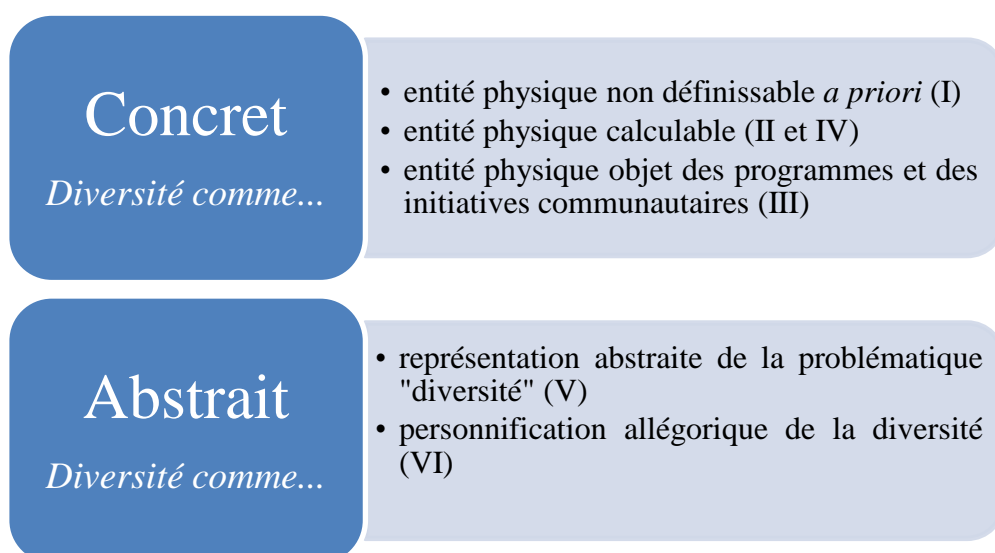 Concret
Diversité comme...
• entité physique non définissable a priori (I)
• entité physique calculable (II et IV)
• entité physique objet des programmes et des
initiatives communautaires (III)
Abstrait
Diversité comme...
• représentation abstraite de la problématique
"diversité" (V)
• personnification allégorique de la diversité
(VI)